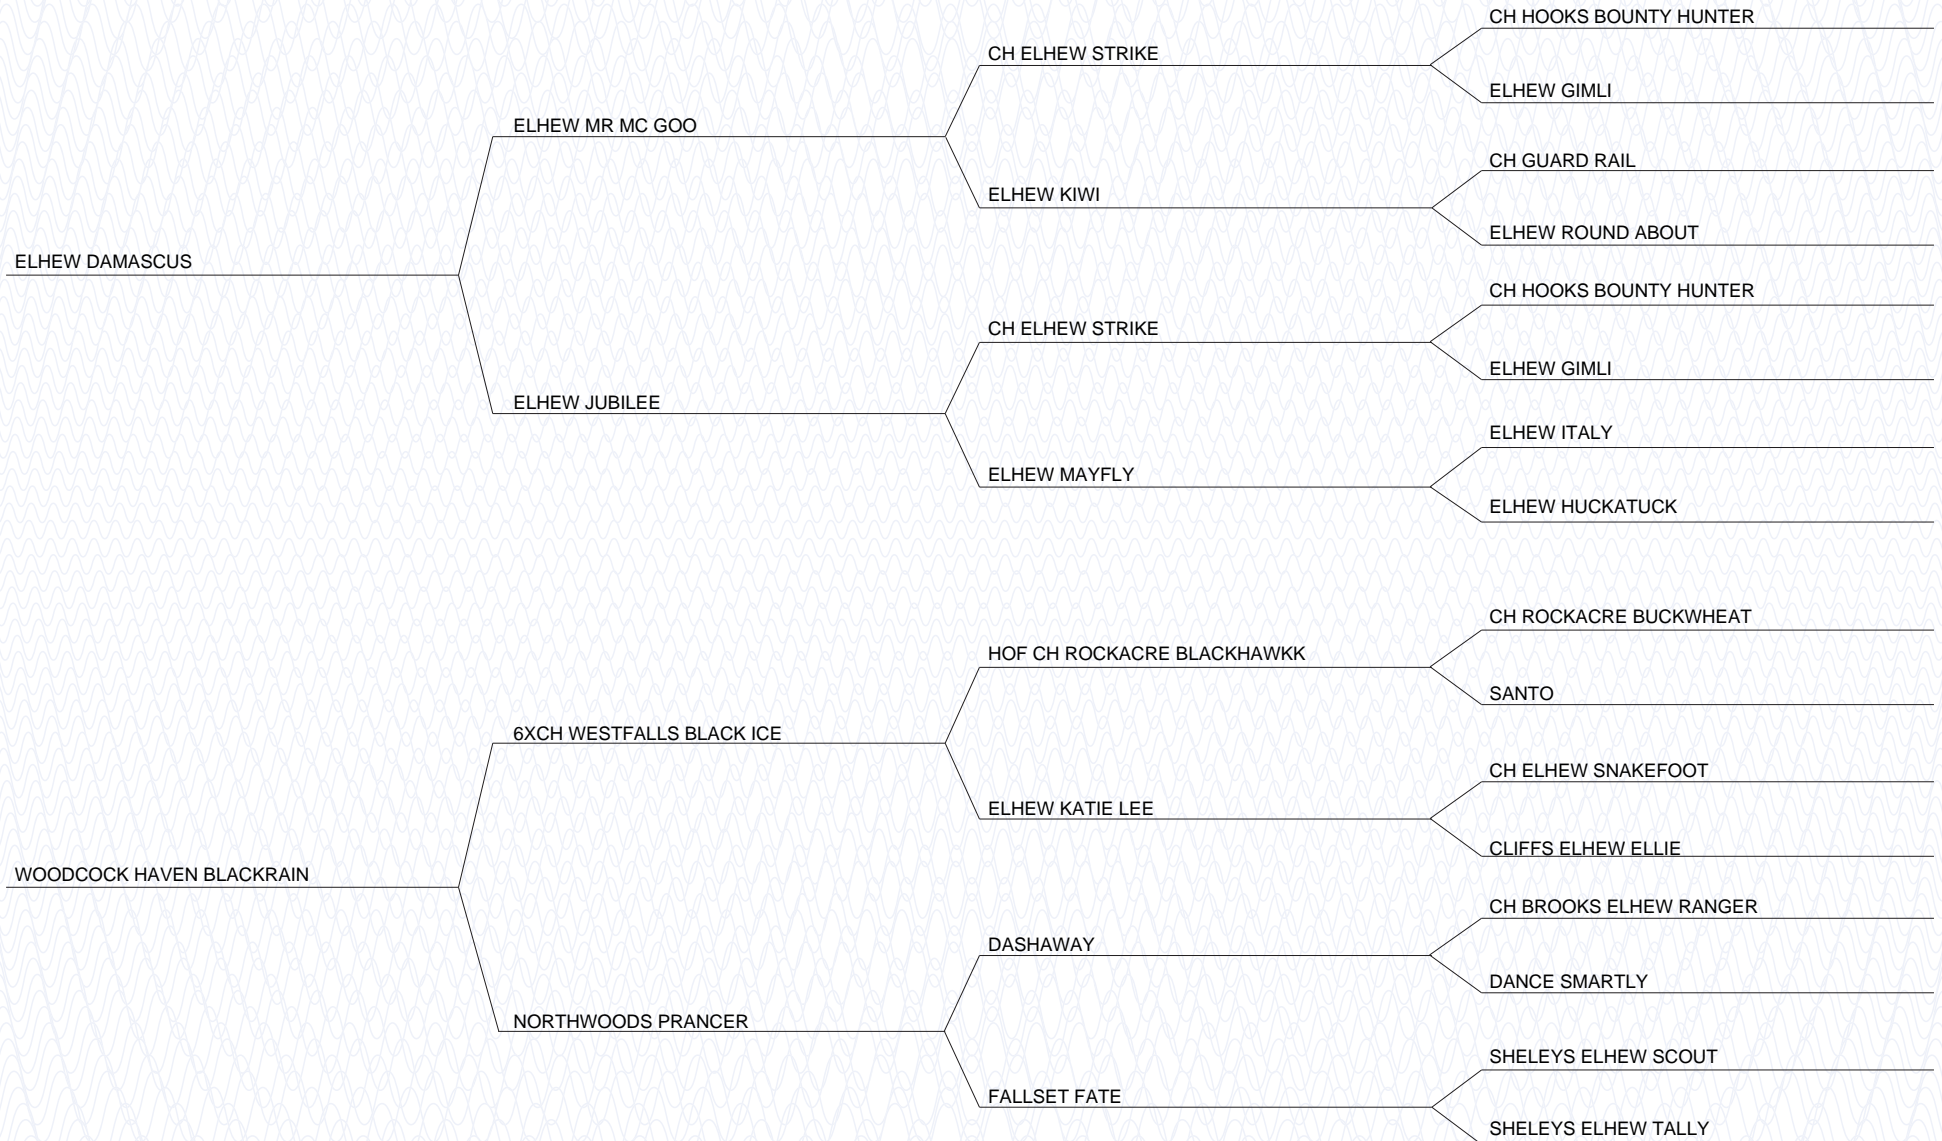 CH HOOKS BOUNTY HUNTER
CH ELHEW STRIKE
ELHEW GIMLI
ELHEW MR MC GOO
CH GUARD RAIL
ELHEW KIWI
ELHEW ROUND ABOUT
ELHEW DAMASCUS
CH HOOKS BOUNTY HUNTER
CH ELHEW STRIKE
ELHEW GIMLI
ELHEW JUBILEE
ELHEW ITALY
ELHEW MAYFLY
ELHEW HUCKATUCK
CH ROCKACRE BUCKWHEAT
HOF CH ROCKACRE BLACKHAWKK
SANTO
6XCH WESTFALLS BLACK ICE
CH ELHEW SNAKEFOOT
ELHEW KATIE LEE
CLIFFS ELHEW ELLIE
WOODCOCK HAVEN BLACKRAIN
CH BROOKS ELHEW RANGER
DASHAWAY
DANCE SMARTLY
NORTHWOODS PRANCER
SHELEYS ELHEW SCOUT
FALLSET FATE
SHELEYS ELHEW TALLY